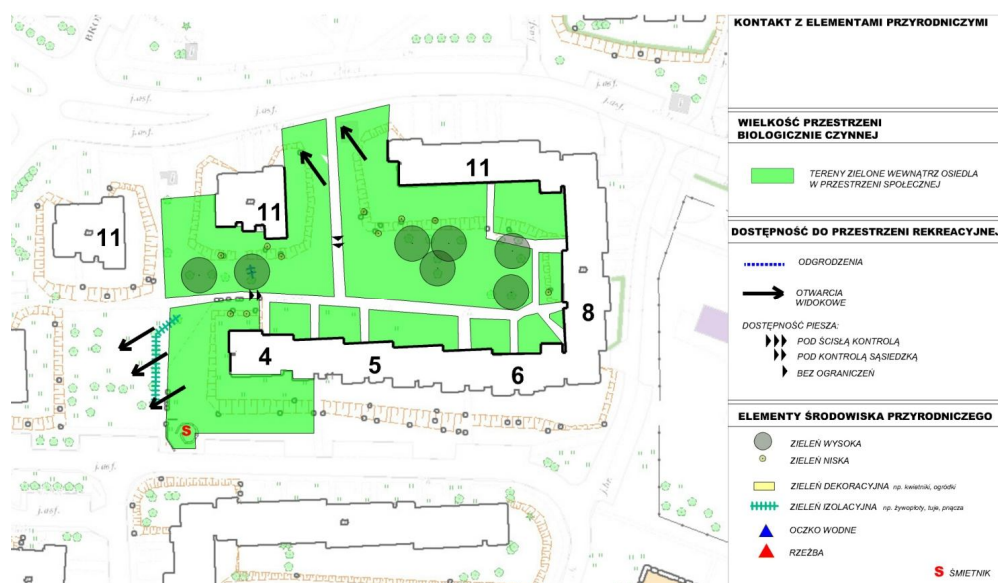 KONTAKT Z ELEMENTAMI PRZYRODNICZYMI
WIELKOŚĆ PRZESTRZENI
BIOLOGICZNIE CZYNNEJ
TERENY ZIELONE WEWNĄTRZ OSIEDLA
W PRZESTRZENI SPOŁECZNEJ
DOSTĘPNOŚĆ DO PRZESTRZENI REKREACYJNEJ
ODGRODZENIA
OTWARCIA
WIDOKOWE
DOSTĘPNOŚĆ PIESZA:
POD ŚCISŁĄ KONTROLĄ
POD KONTROLĄ SĄSIEDZKĄ
BEZ OGRANICZEŃ
ELEMENTY ŚRODOWISKA PRZYRODNICZEGO
ZIELEŃ WYSOKA
ZIELEŃ NISKA
ZIELEŃ DEKORACYJNA np. kwietniki, ogródki
ZIELEŃ IZOLACYJNA np. żywopłoty, tuje, pnącza
OCZKO WODNE
RZEŹBA
S ŚMIETNIK
11
11
11
8
4
5
6
S